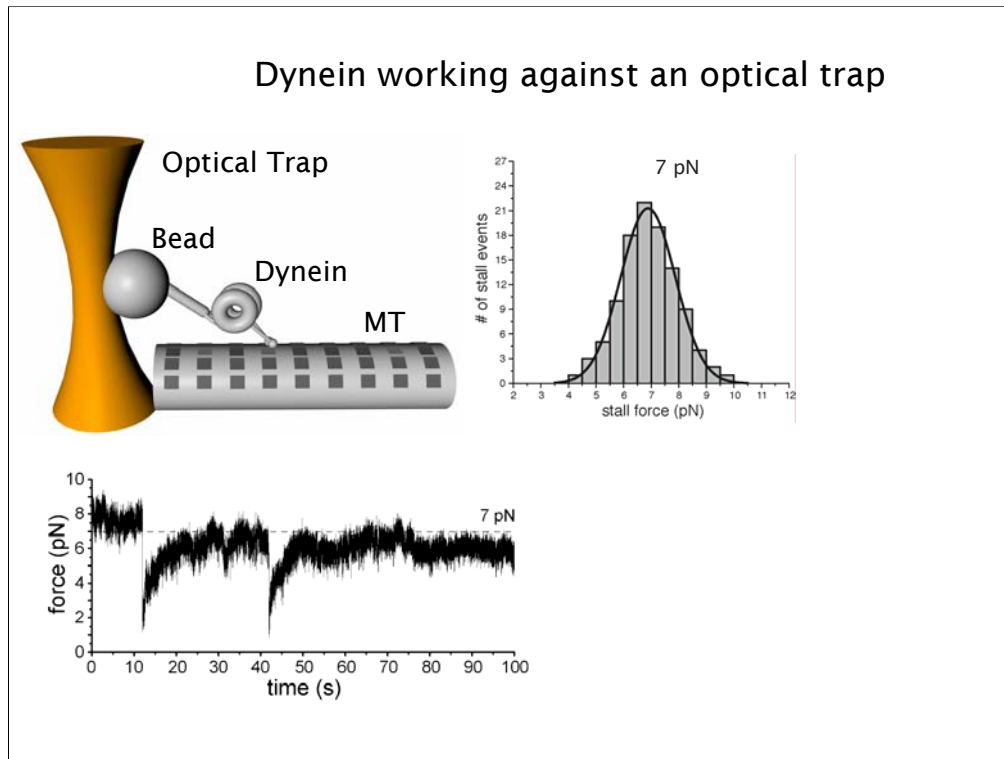 Dynein working against an optical trap
Optical Trap
Bead
Dynein
MT
7 pN
27
24
21
18
15
12
9
6
3
0
# of stall events
2 3 4 5 6 7 8 9 10 11 12
stall force (pN)
10
8
6
4
2
0
force (pN)
7 pN
0 10 20 30 40 50 60 70 80 90 100
time (s)